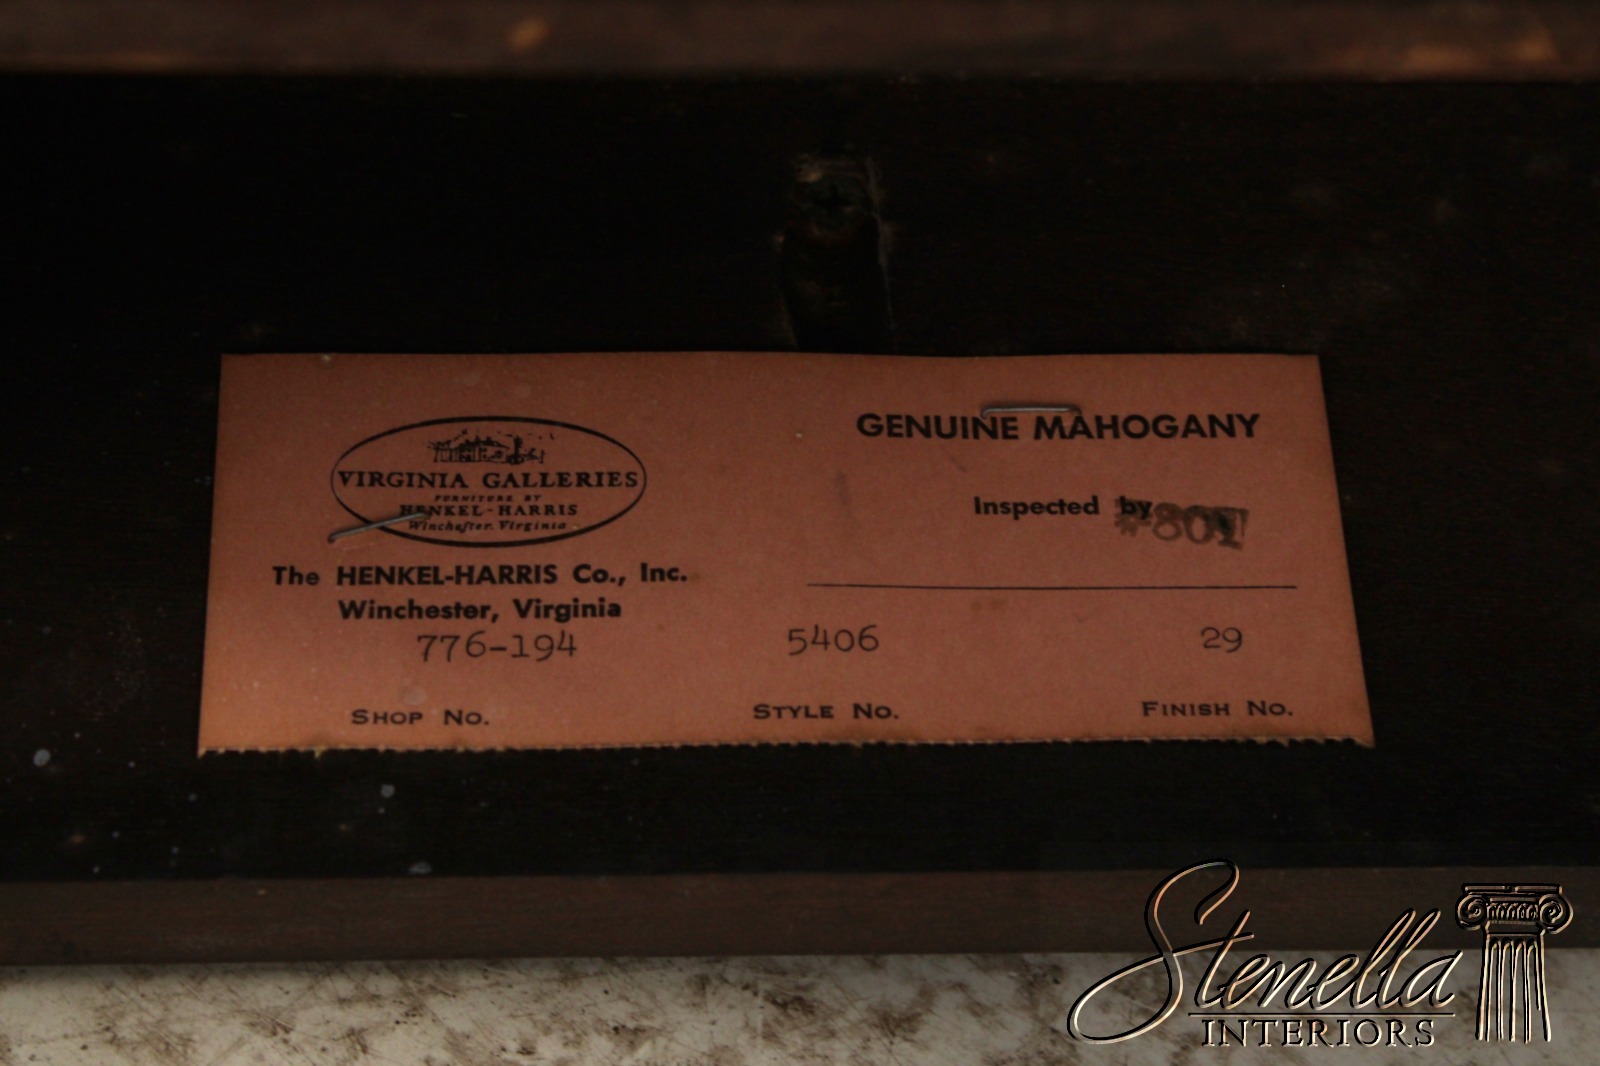 VIRGINIA GALLERIES
FURNITURE BY
HENKEL-HARRIS
Winchester, Virginia
The HENKEL-HARRIS Co., Inc.
Winchester, Virginia
GENUINE MAHOGANY
Inspected by
776-194 5406 29
SHOP NO. STYLE NO. FINISH NO.
Stenella
INTERIORS